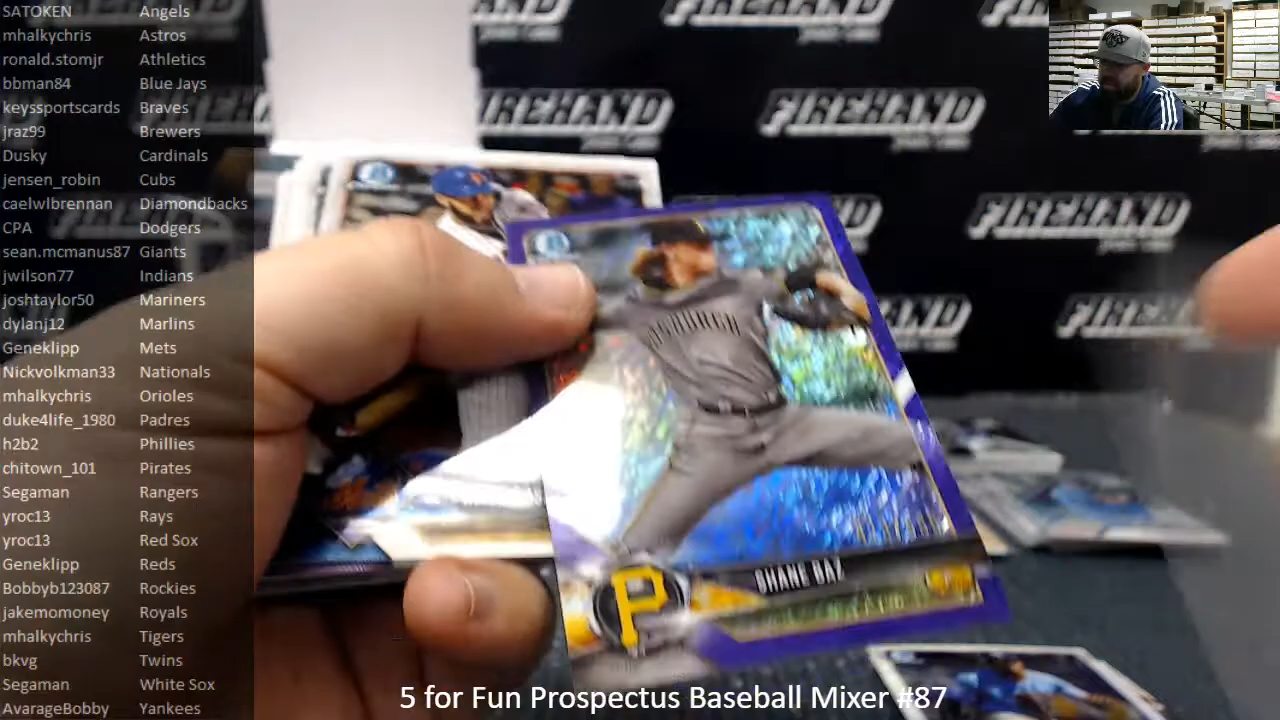 SATOKEN Angels
mhalkychris Astros
ronald.stomjr Athletics
bbman84 Blue Jays
keyssportscards Braves
jraz99 Brewers
Dusky Cardinals
jensen_robin Cubs
caelwlbrennan Diamondbacks
CPA Dodgers
sean.mcmanus87 Giants
jwilson77 Indians
joshtaylor50 Mariners
dylanj12 Marlins
Geneklipp Mets
Nickvolkman33 Nationals
mhalkychris Orioles
duke4life_1980 Padres
h2b2 Phillies
chitown_101 Pirates
Segaman Rangers
yroc13 Rays
yroc13 Red Sox
Geneklipp Reds
Bobbyb123087 Rockies
jakemomoney Royals
mhalkychris Tigers
bkvg Twins
Segaman White Sox
AvarageBobby Yankees
FIREHAND
FIREHAND
FIREHAND
FIREHAND
SHANE BAZ
P
5 for Fun Prospectus Baseball Mixer #87